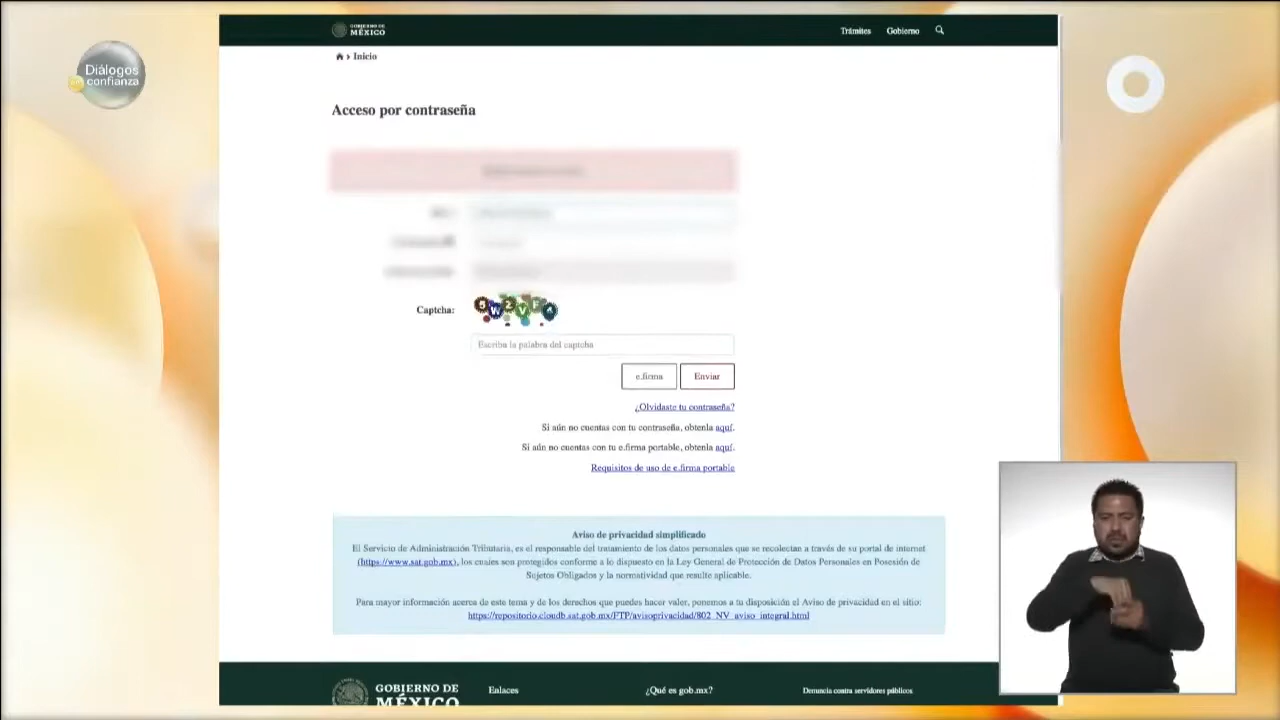 Diálogos
en confianza
GOBIERNO DE
MÉXICO
Trámites
Gobierno
Inicio
Acceso por contraseña
Captcha:
Escriba la palabra del captcha
e.firma
Enviar
¿Olvidaste tu contraseña?
Si aún no cuentas con tu contraseña, obtenla aquí.
Si aún no cuentas con tu e.firma portable, obtenla aquí.
Requisitos de uso de e.firma portable
Aviso de privacidad simplificado
El Servicio de Administración Tributaria, es el responsable del tratamiento de los datos personales que se recolectan a través de su portal de internet
(https://www.sat.gob.mx), los cuales son protegidos conforme a lo dispuesto en la Ley General de Protección de Datos Personales en Posesión de
Sujetos Obligados y la normatividad que resulte aplicable.
Para mayor información acerca de este tema y de los derechos que puedes hacer valer, ponemos a tu disposición el Aviso de privacidad en el sitio:
https://repositorio.cloudb.sat.gob.mx/FTP/avisoprivacidad/802_NV_aviso_integral.html
GOBIERNO DE
MÉXICO
Enlaces
¿Qué es gob.mx?
Denuncia contra servidores públicos